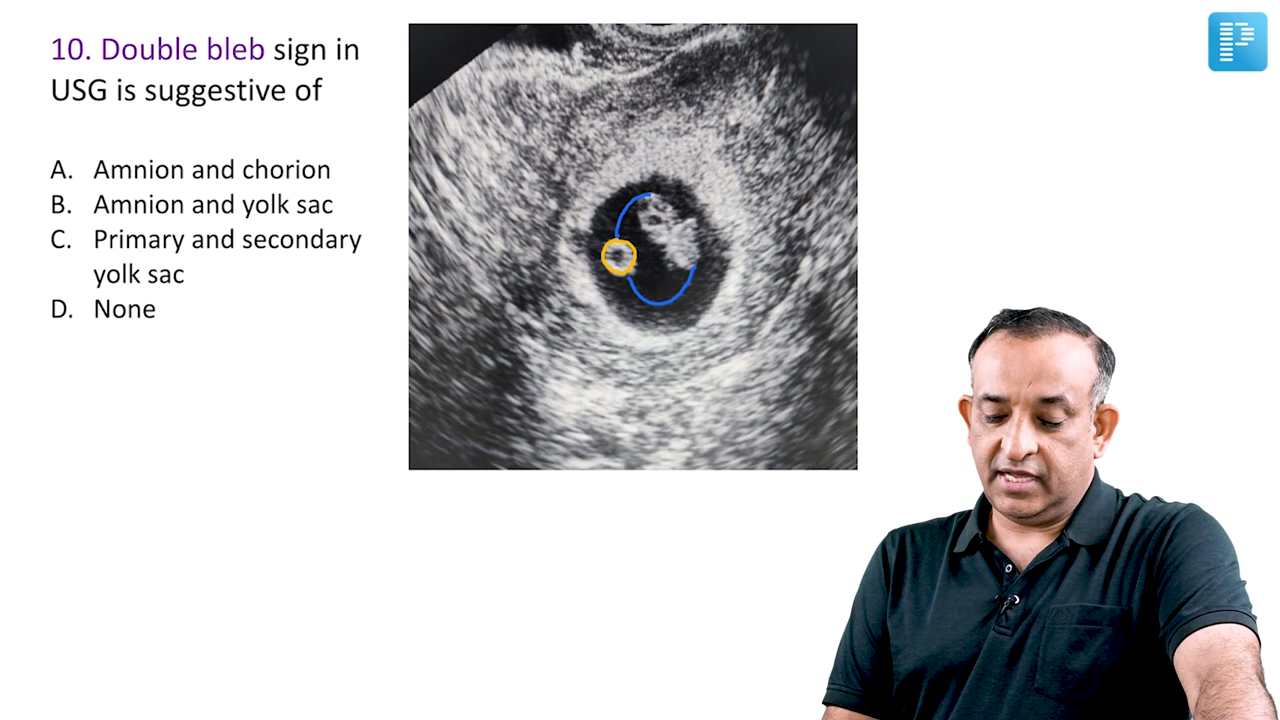 10. Double bleb sign in
USG is suggestive of
A. Amnion and chorion
B. Amnion and yolk sac
C. Primary and secondary
yolk sac
D. None